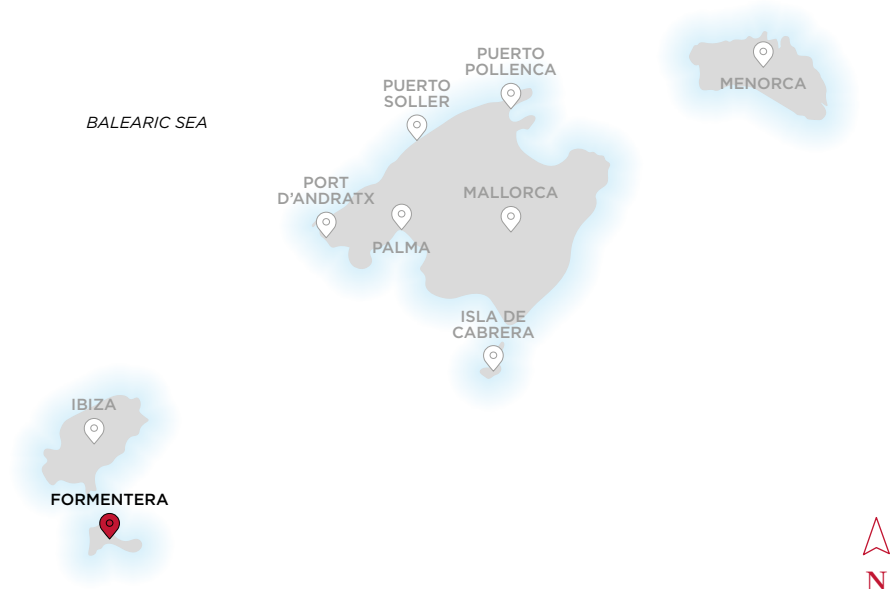 PUERTO
POLLENCA
MENORCA
PUERTO
SOLLER
BALEARIC SEA
PORT
D’ANDRATX
MALLORCA
PALMA
ISLA DE
CABRERA
IBIZA
FORMENTERA
N